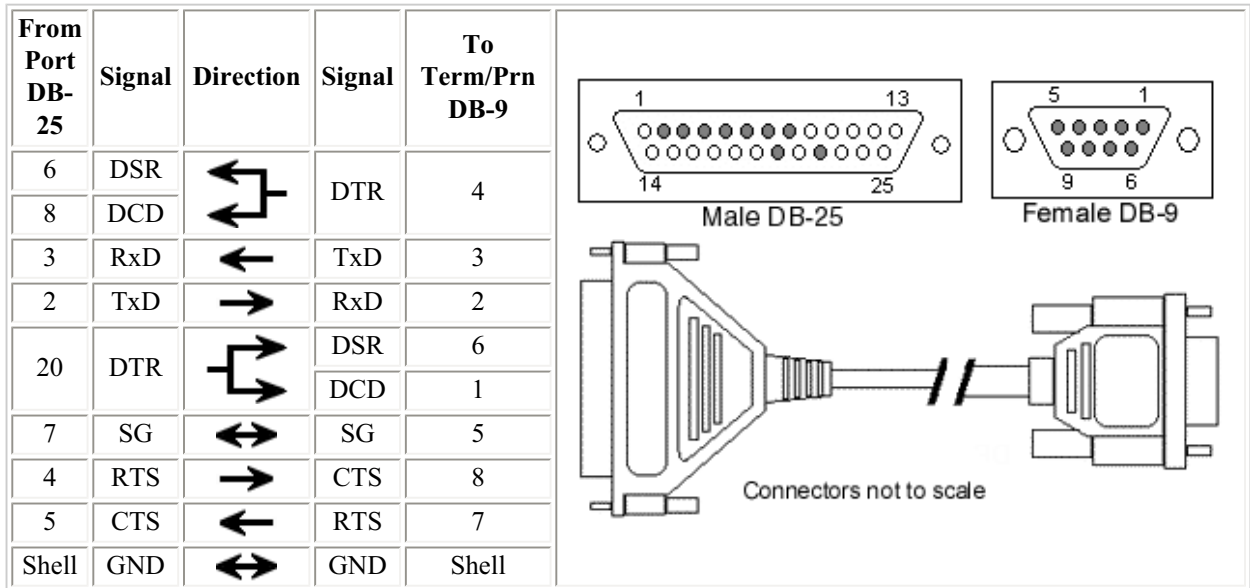 From Port DB-25 Signal Direction Signal To Term/Prn DB-9
6 DSR DTR 4
8 DCD
3 RxD TxD 3
2 TxD RxD 2
20 DTR DSR 6
DCD 1
7 SG SG 5
4 RTS CTS 8
5 CTS RTS 7
Shell GND GND Shell
1 13
14 25
Male DB-25
5 1
9 6
Female DB-9
Connectors not to scale